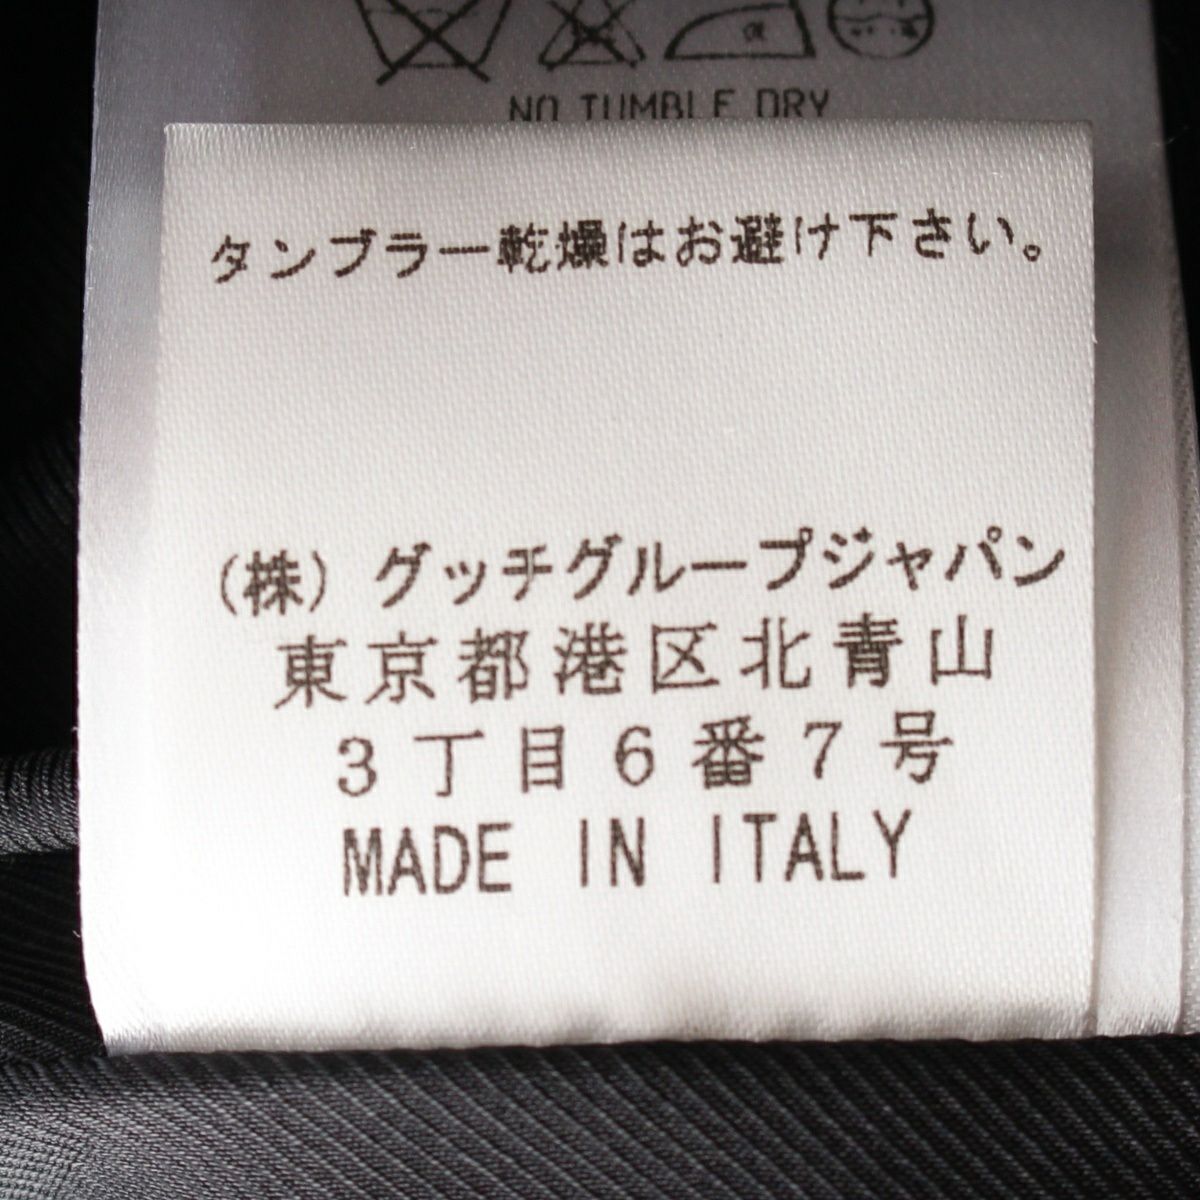 NO TUMBLE DRY
タンブラー乾燥はお避け下さい。
(株) グッチグループジャパン
東京都港区北青山
3丁目6番7号
MADE IN ITALY